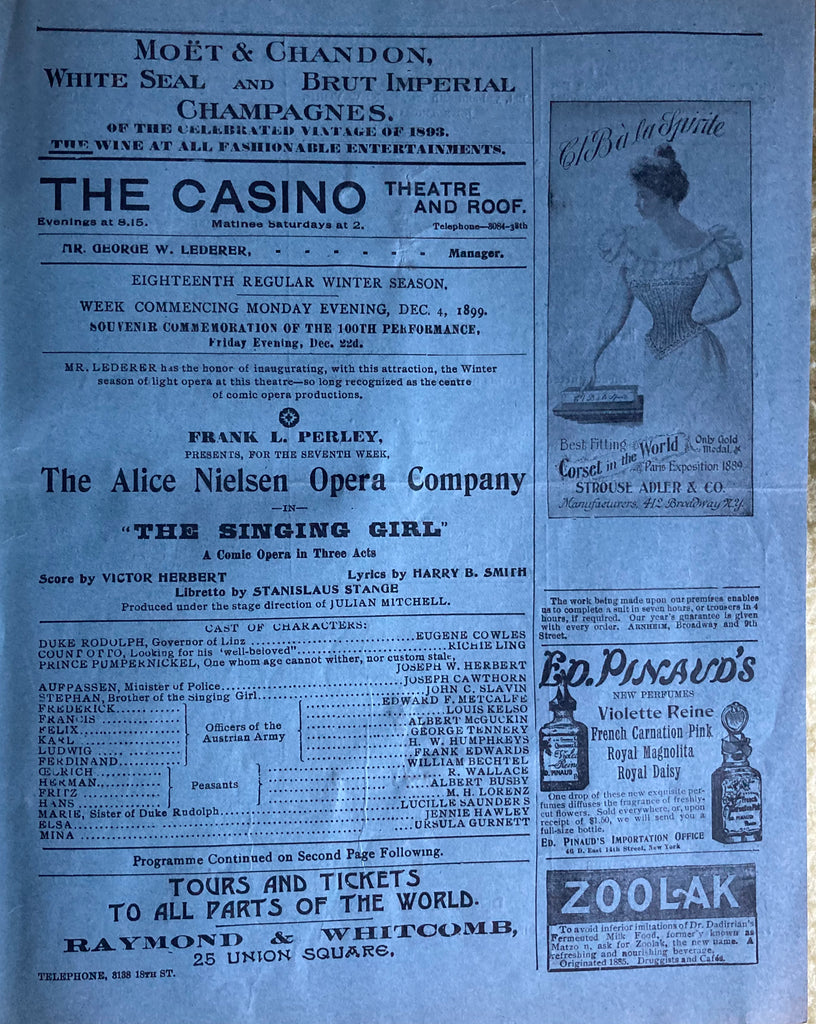 MOËT & CHANDON,
WHITE SEAL AND BRUT IMPERIAL
CHAMPAGNES.
OF THE CELEBRATED VINTAGE OF 1893.
THE WINE AT ALL FASHIONABLE ENTERTAINMENTS.
THE CASINO THEATRE AND ROOF.
Evenings at 8.15. Matinee Saturdays at 2. Telephone—3084-38th
MR. GEORGE W. LEDERER, - - - - - - Manager.
EIGHTEENTH REGULAR WINTER SEASON.
WEEK COMMENCING MONDAY EVENING, DEC. 4, 1899.
SOUVENIR COMMEMORATION OF THE 100TH PERFORMANCE,
Friday Evening, Dec. 22d.
MR. LEDERER has the honor of inaugurating, with this attraction, the Winter
season of light opera at this theatre—so long recognized as the centre
of comic opera productions.
FRANK L. PERLEY,
PRESENTS, FOR THE SEVENTH WEEK,
The Alice Nielsen Opera Company
—IN—
"THE SINGING GIRL"
A Comic Opera in Three Acts
Score by VICTOR HERBERT Lyrics by HARRY B. SMITH
Libretto by STANISLAUS STANGE
Produced under the stage direction of JULIAN MITCHELL.
CAST OF CHARACTERS:
DUKE RODOLPH, Governor of Linz ........ EUGENE COWLES
COUNT OTTO, Looking for his 'well-beloved" ........ RICHIE LING
PRINCE PUMPERNICKEL, One whom age cannot wither, nor custom stale,
JOSEPH W. HERBERT
AUFPASSEN, Minister of Police ........ JOSEPH CAWTHORN
STEPHAN, Brother of the Singing Girl ........ JOHN C. SLAVIN
FREDERICK ........ EDWARD F. METCALFE
FRANCIS ........ LOUIS KELSO
FELIX ........ Officers of the ........ ALBERT McGUCKIN
KARL ........ Austrian Army ........ GEORGE TENNERY
LUDWIG ........ H. W. HUMPHREYS
FERDINAND ........ FRANK EDWARDS
ŒLRICH ........ WILLIAM BECHTEL
HERMAN ........ Peasants ........ R. WALLACE
FRITZ ........ ALBERT BUSBY
HANS ........ M. H. LORENZ
MARIE, Sister of Duke Rudolph ........ LUCILLE SAUNDERS
ELSA ........ JENNIE HAWLEY
MINA ........ URSULA GURNETT
Programme Continued on Second Page Following.
TOURS AND TICKETS
TO ALL PARTS OF THE WORLD.
RAYMOND & WHITCOMB,
25 UNION SQUARE.
TELEPHONE, 3138 18TH ST.
C/B à la Spirite
C/B à la Spirite
Best Fitting Corset in the World
Only Gold Medal
Paris Exposition 1889
STROUSE ADLER & CO.
Manufacturers, 412 Broadway N.Y.
The work being made upon our premises enables
us to complete a suit in seven hours, or trousers in 4
hours, if required. Our year's guarantee is given
with every order. ARNHEIM, Broadway and 9th
Street.
ED. PINAUD'S
NEW PERFUMES
Violette Reine
French Carnation Pink
Royal Magnolita
Royal Daisy
One drop of these new exquisite per-
fumes diffuses the fragrance of freshly-
cut flowers. Sold everywhere, or, upon
receipt of $1.50, we will send you a
full-size bottle.
ED. PINAUD'S IMPORTATION OFFICE
46 D. East 14th Street, New York
ZOOLAK
To avoid inferior imitations of Dr. Dadirrian's
Fermented Milk Food, formerly known as
Matzoon, ask for Zoolak, the new name. A
refreshing and nourishing beverage.
Originated 1885. Druggists and Cafés.